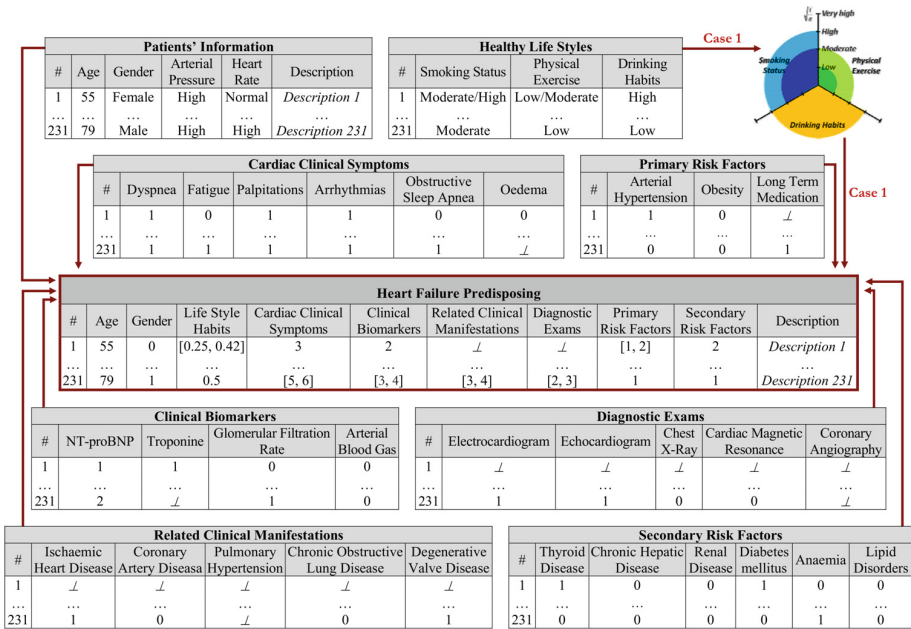 Patients' Information
# Age Gender Arterial Pressure Heart Rate Description
1 55 Female High Normal Description 1
... ... ... ... ... ...
231 79 Male High High Description 231
Healthy Life Styles
# Smoking Status Physical Exercise Drinking Habits
1 Moderate/High Low/Moderate High
... ... ... ...
231 Moderate Low Low
Case 1
Very high
High
Moderate
Low
Smoking Status
Physical Exercise
Drinking Habits
Case 1
Cardiac Clinical Symptoms
# Dyspnea Fatigue Palpitations Arrhythmias Obstructive Sleep Apnea Oedema
1 1 0 1 1 0 0
... ... ... ... ... ... ...
231 1 1 1 1 1 ⊥
Primary Risk Factors
# Arterial Hypertension Obesity Long Term Medication
1 1 0 ⊥
... ... ... ...
231 0 0 1
Heart Failure Predisposing
# Age Gender Life Style Habits Cardiac Clinical Symptoms Clinical Biomarkers Related Clinical Manifestations Diagnostic Exams Primary Risk Factors Secondary Risk Factors Description
1 55 0 [0.25, 0.42] 3 2 ⊥ ⊥ [1, 2] 2 Description 1
... ... ... ... ... ... ... ... ... ... ...
231 79 1 0.5 [5, 6] [3, 4] [3, 4] [2, 3] 1 1 Description 231
Clinical Biomarkers
# NT-proBNP Troponine Glomerular Filtration Rate Arterial Blood Gas
1 1 1 0 0
... ... ... ... ...
231 2 ⊥ 1 0
Diagnostic Exams
# Electrocardiogram Echocardiogram Chest X-Ray Cardiac Magnetic Resonance Coronary Angiography
1 ⊥ ⊥ ⊥ ⊥ ⊥
... ... ... ... ... ...
231 1 1 0 0 ⊥
Related Clinical Manifestations
# Ischaemic Heart Disease Coronary Artery Diseasa Pulmonary Hypertension Chronic Obstructive Lung Disease Degenerative Valve Disease
1 ⊥ ⊥ ⊥ ⊥ ⊥
... ... ... ... ... ...
231 1 0 ⊥ 0 1
Secondary Risk Factors
# Thyroid Disease Chronic Hepatic Disease Renal Disease Diabetes mellitus Anaemia Lipid Disorders
1 1 0 0 1 0 0
... ... ... ... ... ... ...
231 0 0 0 0 1 0